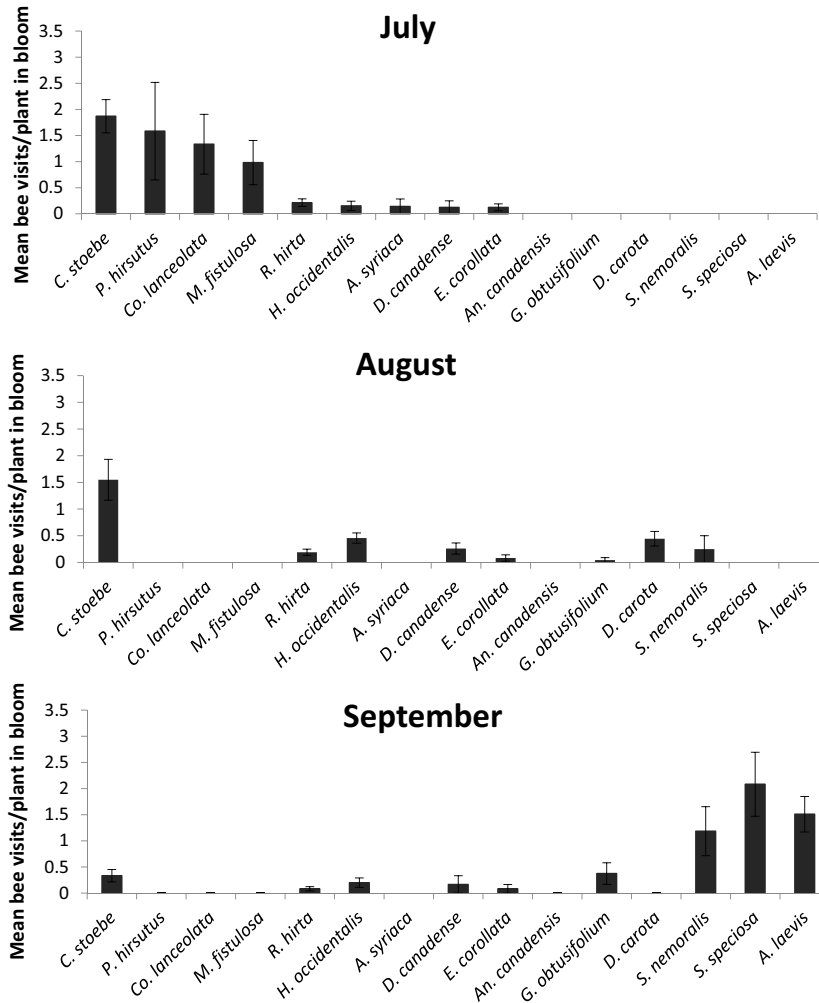 July
Mean bee visits/plant in bloom
3.5
3
2.5
2
1.5
1
0.5
0
C. stoebe
P. hirsutus
Co. lanceolata
M. fistulosa
R. hirta
H. occidentalis
A. syriaca
D. canadense
E. corollata
An. canadensis
G. obtusifolium
D. carota
S. nemoralis
S. speciosa
A. laevis
August
Mean bee visits/plant in bloom
3.5
3
2.5
2
1.5
1
0.5
0
C. stoebe
P. hirsutus
Co. lanceolata
M. fistulosa
R. hirta
H. occidentalis
A. syriaca
D. canadense
E. corollata
An. canadensis
G. obtusifolium
D. carota
S. nemoralis
S. speciosa
A. laevis
September
Mean bee visits/plant in bloom
3.5
3
2.5
2
1.5
1
0.5
0
C. stoebe
P. hirsutus
Co. lanceolata
M. fistulosa
R. hirta
H. occidentalis
A. syriaca
D. canadense
E. corollata
An. canadensis
G. obtusifolium
D. carota
S. nemoralis
S. speciosa
A. laevis